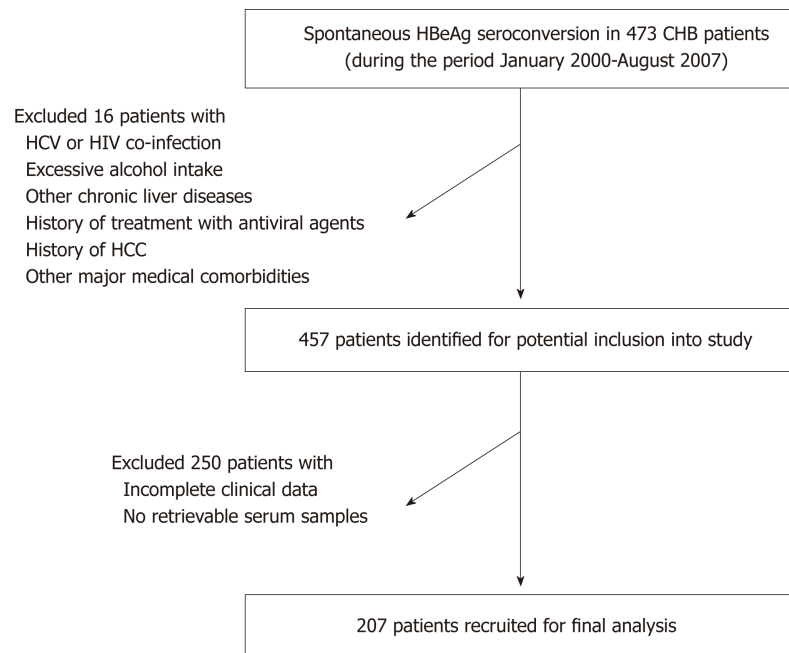 Spontaneous HBeAg seroconversion in 473 CHB patients
(during the period January 2000-August 2007)
Excluded 16 patients with
HCV or HIV co-infection
Excessive alcohol intake
Other chronic liver diseases
History of treatment with antiviral agents
History of HCC
Other major medical comorbidities
457 patients identified for potential inclusion into study
Excluded 250 patients with
Incomplete clinical data
No retrievable serum samples
207 patients recruited for final analysis